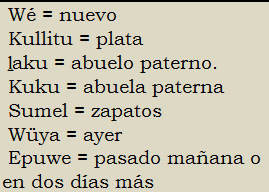 Wé = nuevo
Kullitu = plata
ḻaku = abuelo paterno.
Kuku = abuela paterna
Sumel = zapatos
Wüya = ayer
Epuwe = pasado mañana o
en dos días más